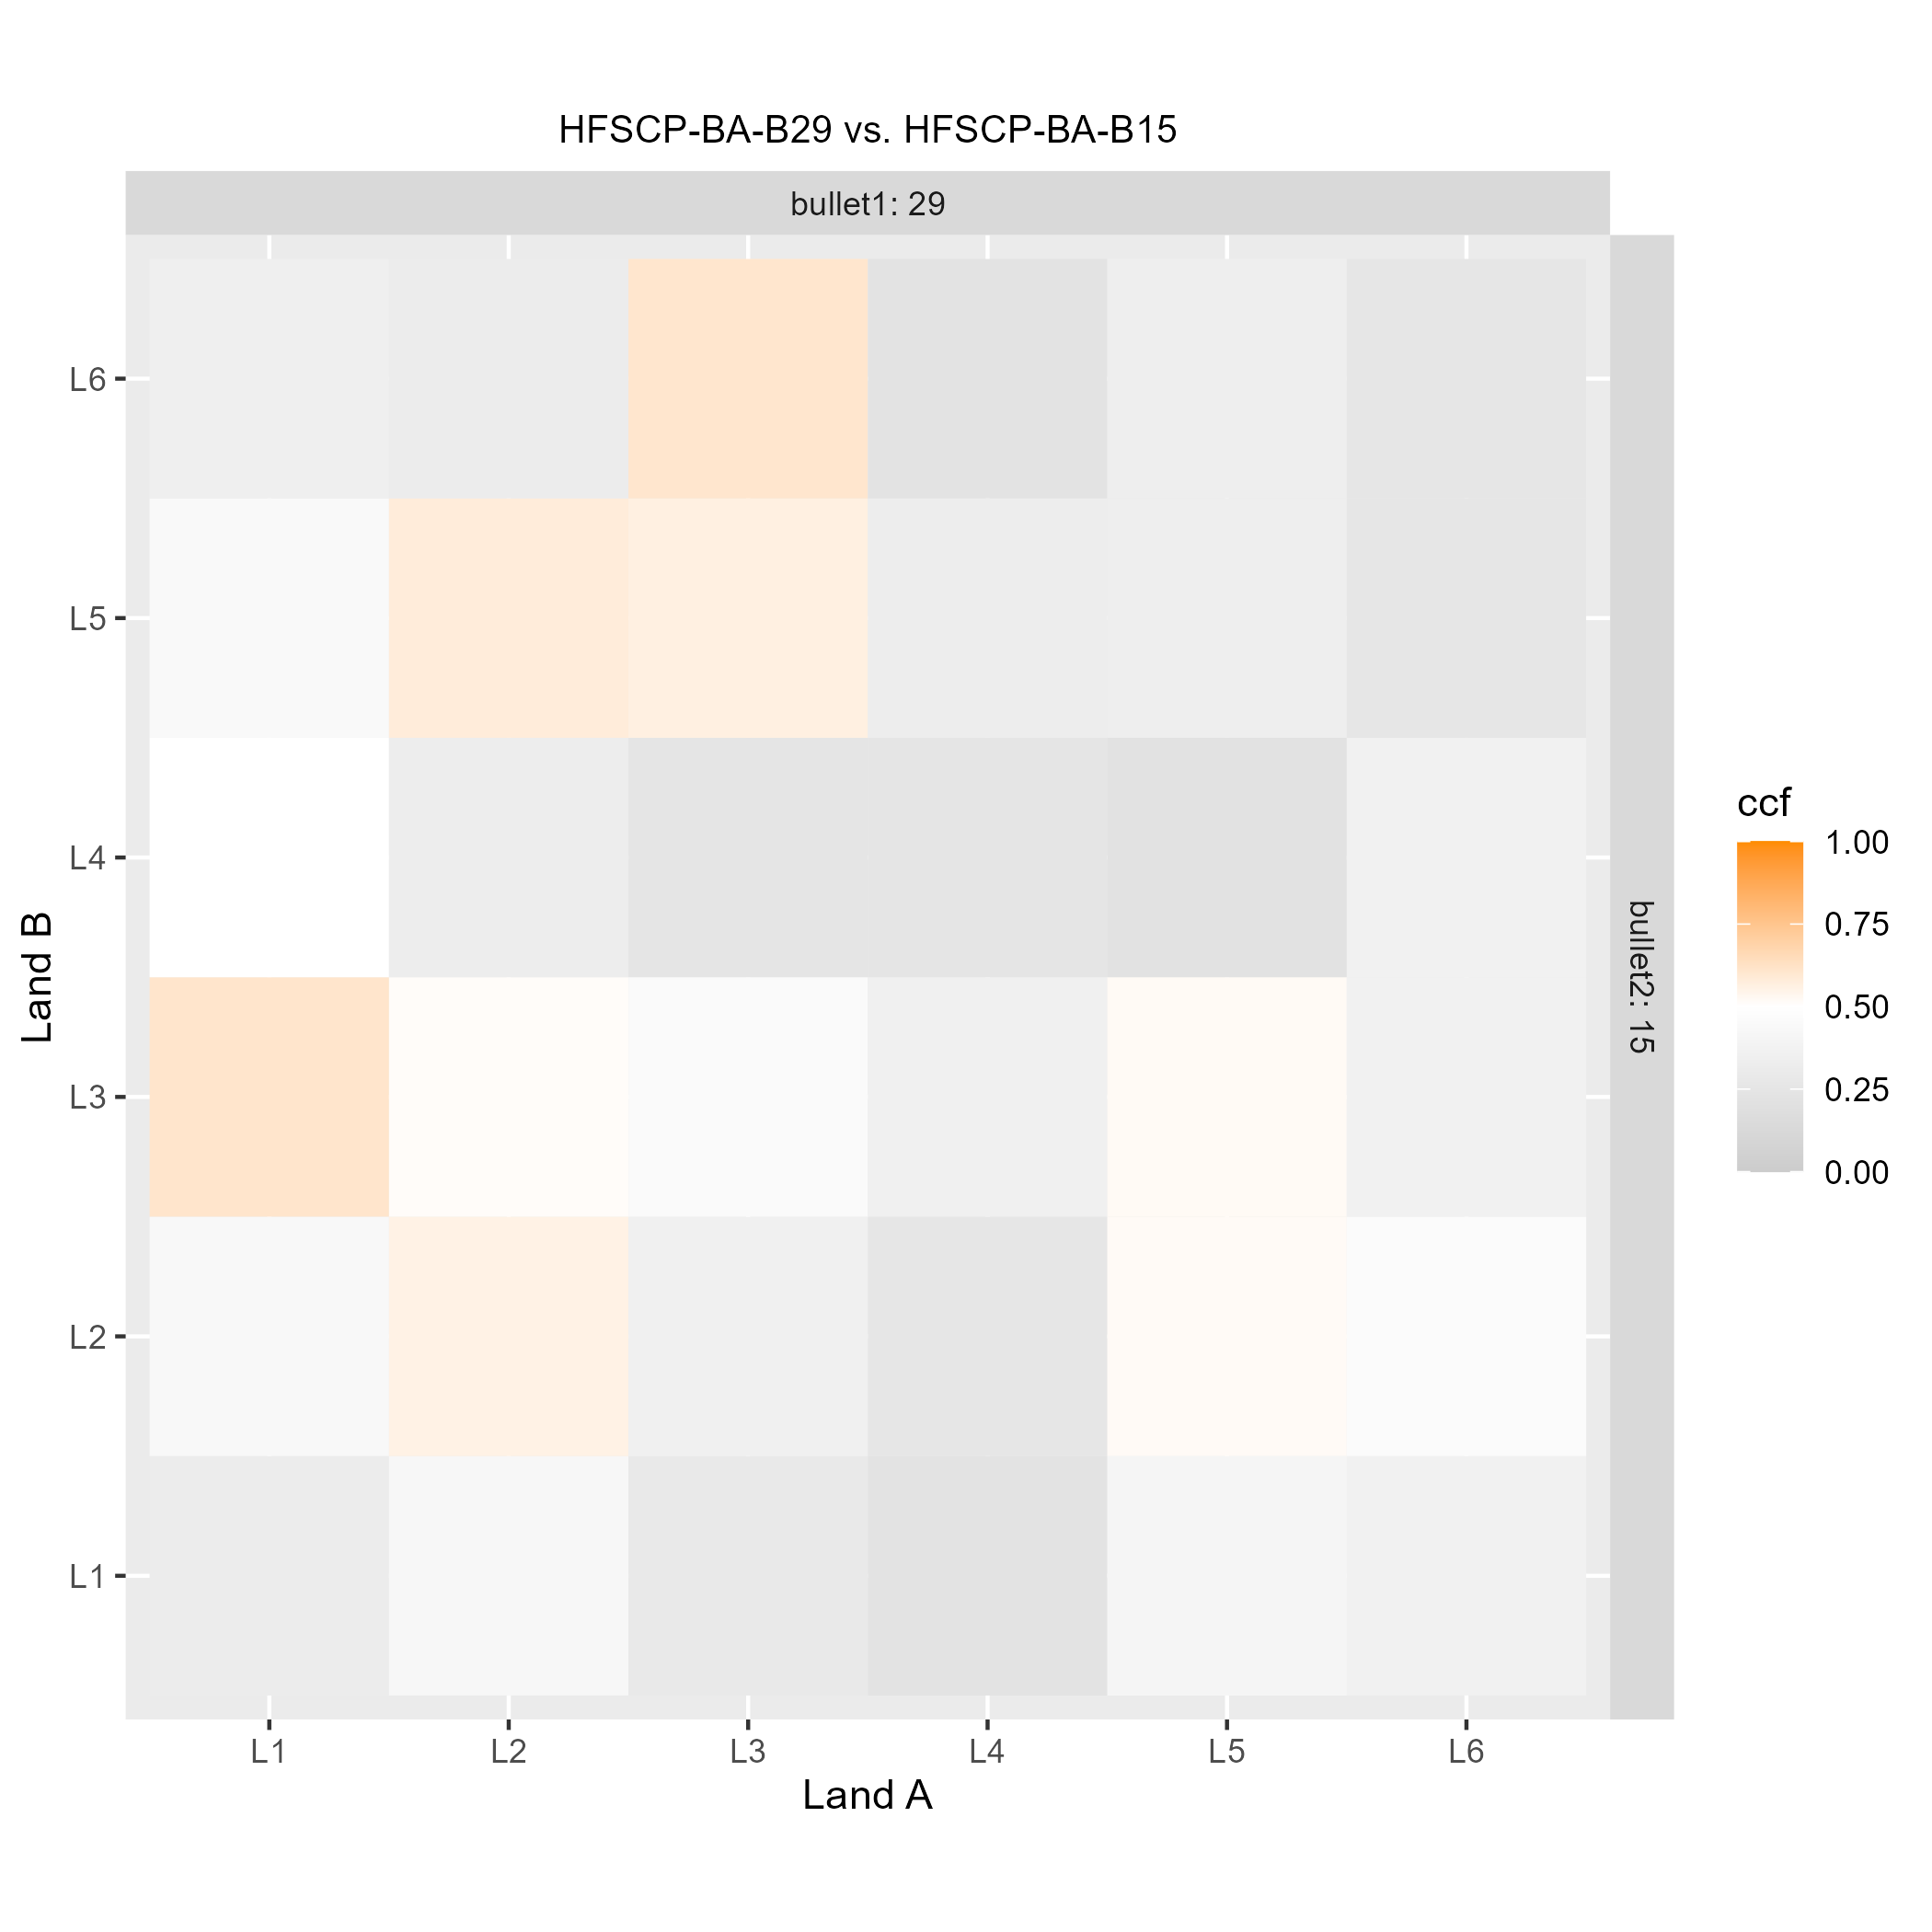 HFSCP-BA-B29 vs. HFSCP-BA-B15
bullet1: 29
L6
L5
L4
L3
L2
L1
Land B
bullet2: 15
ccf
1.00
0.75
0.50
0.25
0.00
L1
L2
L3
L4
L5
L6
Land A